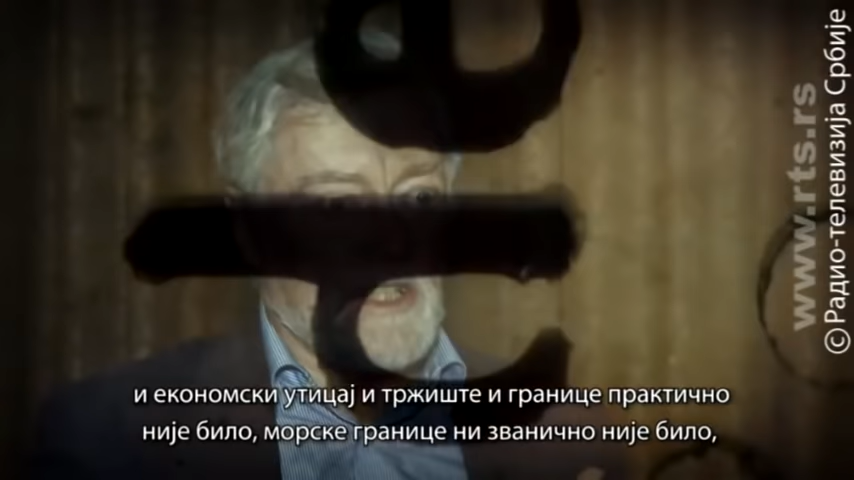 и економски утицај и тржиште и границе практично
није било, морске границе ни званично није било,
www.rts.rs
©Радио-телевизија Србије